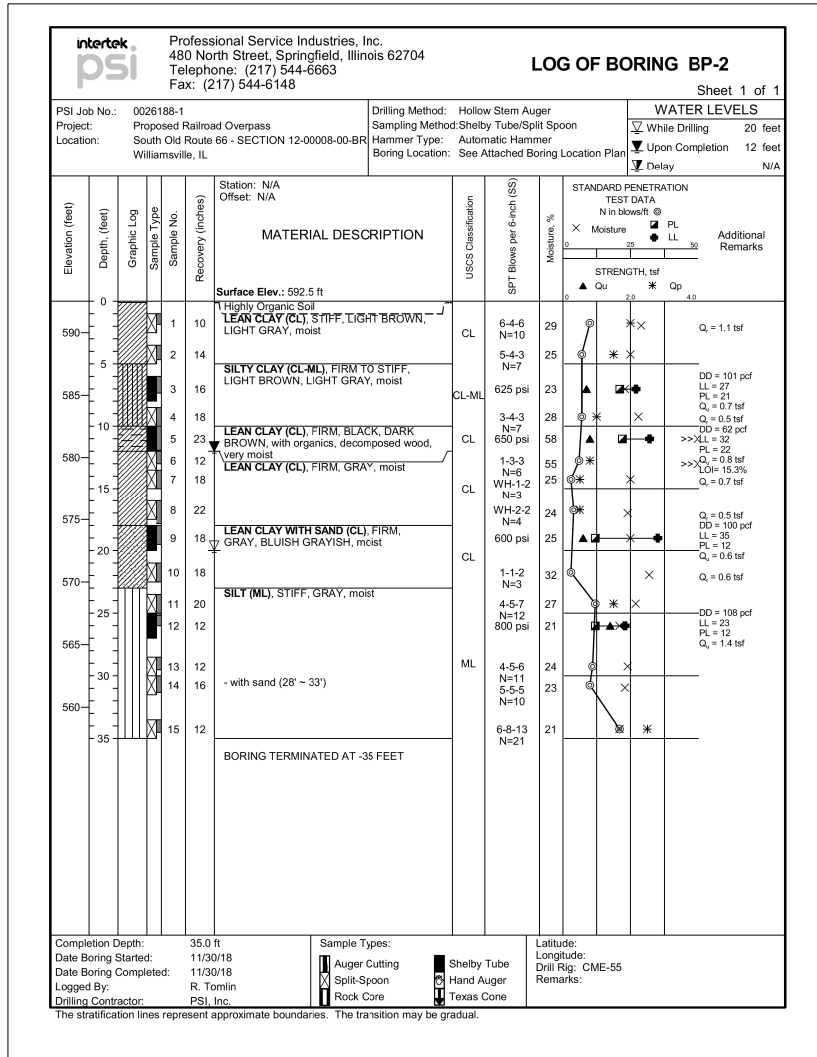 intertek
psi
Professional Service Industries, Inc.
480 North Street, Springfield, Illinois 62704
Telephone: (217) 544-6663
Fax: (217) 544-6148
LOG OF BORING BP-2
Sheet 1 of 1
PSI Job No.: 0026188-1
Project: Proposed Railroad Overpass
Location: South Old Route 66 - SECTION 12-00008-00-BR
Williamsville, IL
Drilling Method: Hollow Stem Auger
Sampling Method: Shelby Tube/Split Spoon
Hammer Type: Automatic Hammer
Boring Location: See Attached Boring Location Plan
WATER LEVELS
While Drilling 20 feet
Upon Completion 12 feet
Delay N/A
Elevation (feet)
Depth, (feet)
Graphic Log
Sample Type
Sample No.
Recovery (inches)
Station: N/A
Offset: N/A
MATERIAL DESCRIPTION
Surface Elev.: 592.5 ft
USCS Classification
SPT Blows per 6-inch (SS)
Moisture, %
STANDARD PENETRATION
TEST DATA
N in blows/ft
Moisture PL
LL
0 25 50
STRENGTH, tsf
Qu Qp
0 2.0 4.0
Additional
Remarks
0
Highly Organic Soil
590 1 10 LEAN CLAY (CL), STIFF, LIGHT BROWN,
LIGHT GRAY, moist
CL 6-4-6 29 Qr = 1.1 tsf
N=10
2 14 5-4-3 25
5 N=7
SILTY CLAY (CL-ML), FIRM TO STIFF,
LIGHT BROWN, LIGHT GRAY, moist
585 3 16 CL-ML 625 psi 23
DD = 101 pcf
LL = 27
PL = 21
Qu = 0.7 tsf
4 18 3-4-3 28 Qr = 0.5 tsf
10 N=7
LEAN CLAY (CL), FIRM, BLACK, DARK
BROWN, with organics, decomposed wood,
very moist
5 23 CL 650 psi 58 >>X
DD = 62 pcf
LL = 32
PL = 22
Qu = 0.8 tsf
580 6 12 1-3-3 55 >>X
N=6
LOI= 15.3%
LEAN CLAY (CL), FIRM, GRAY, moist
7 18 WH-1-2 25 Qr = 0.7 tsf
15 CL N=3
8 22 WH-2-2 24 Qr = 0.5 tsf
575 N=4
LEAN CLAY WITH SAND (CL), FIRM,
GRAY, BLUISH GRAYISH, moist
9 18 600 psi 25
DD = 100 pcf
LL = 35
PL = 12
Qu = 0.6 tsf
20 CL
570 10 18 1-1-2 32 Qr = 0.6 tsf
N=3
SILT (ML), STIFF, GRAY, moist
11 20 4-5-7 27
25 N=12
12 12 800 psi 21
DD = 108 pcf
LL = 23
PL = 12
Qu = 1.4 tsf
565
13 12 ML 4-5-6 24
30 N=11
- with sand (28' ~ 33')
14 16 5-5-5 23
N=10
560
15 12 6-8-13 21
35 N=21
BORING TERMINATED AT -35 FEET
Completion Depth: 35.0 ft
Date Boring Started: 11/30/18
Date Boring Completed: 11/30/18
Logged By: R. Tomlin
Drilling Contractor: PSI, Inc.
Sample Types:
Auger Cutting Shelby Tube
Split-Spoon Hand Auger
Rock Core Texas Cone
Latitude:
Longitude:
Drill Rig: CME-55
Remarks:
The stratification lines represent approximate boundaries. The transition may be gradual.